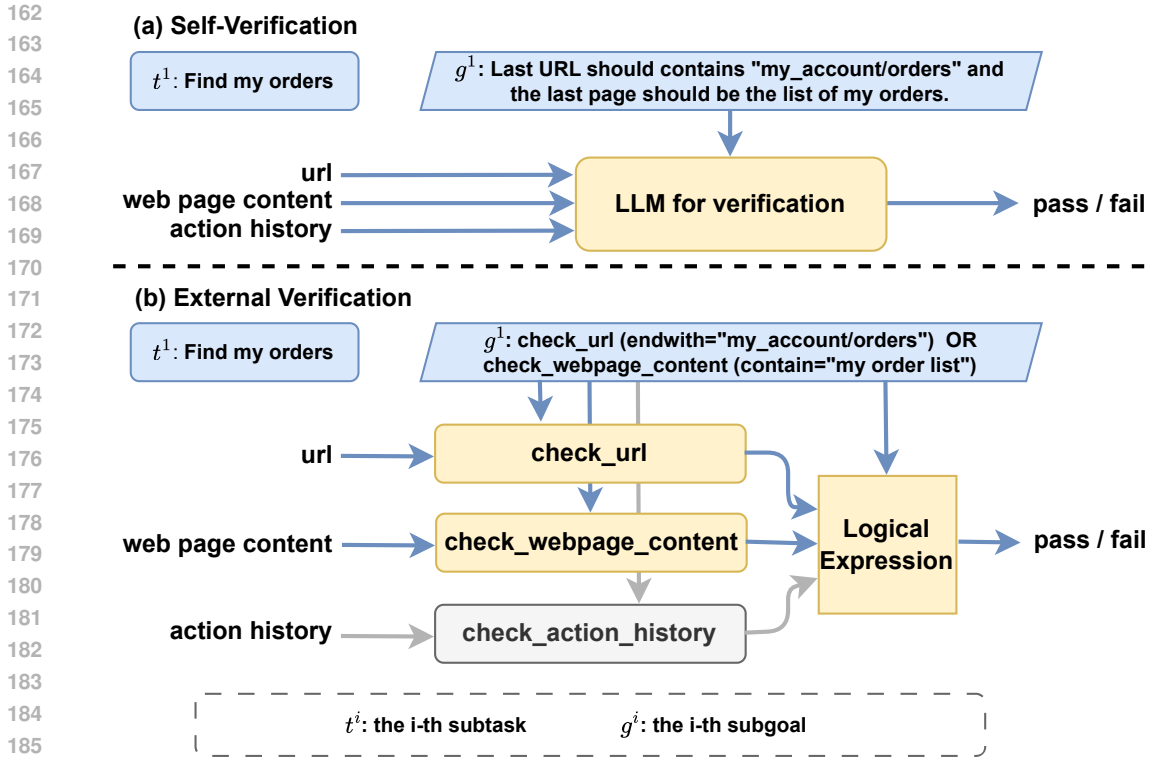 162
163
164
165
166
167
168
169
170
171
172
173
174
175
176
177
178
179
180
181
182
183
184
185
(a) Self-Verification
t¹: Find my orders
g¹: Last URL should contains "my_account/orders" and
the last page should be the list of my orders.
url
web page content
action history
LLM for verification
pass / fail
(b) External Verification
t¹: Find my orders
g¹: check_url (endwith="my_account/orders") OR
check_webpage_content (contain="my order list")
url
check_url
web page content
check_webpage_content
Logical
Expression
pass / fail
action history
check_action_history
tⁱ: the i-th subtask
gⁱ: the i-th subgoal